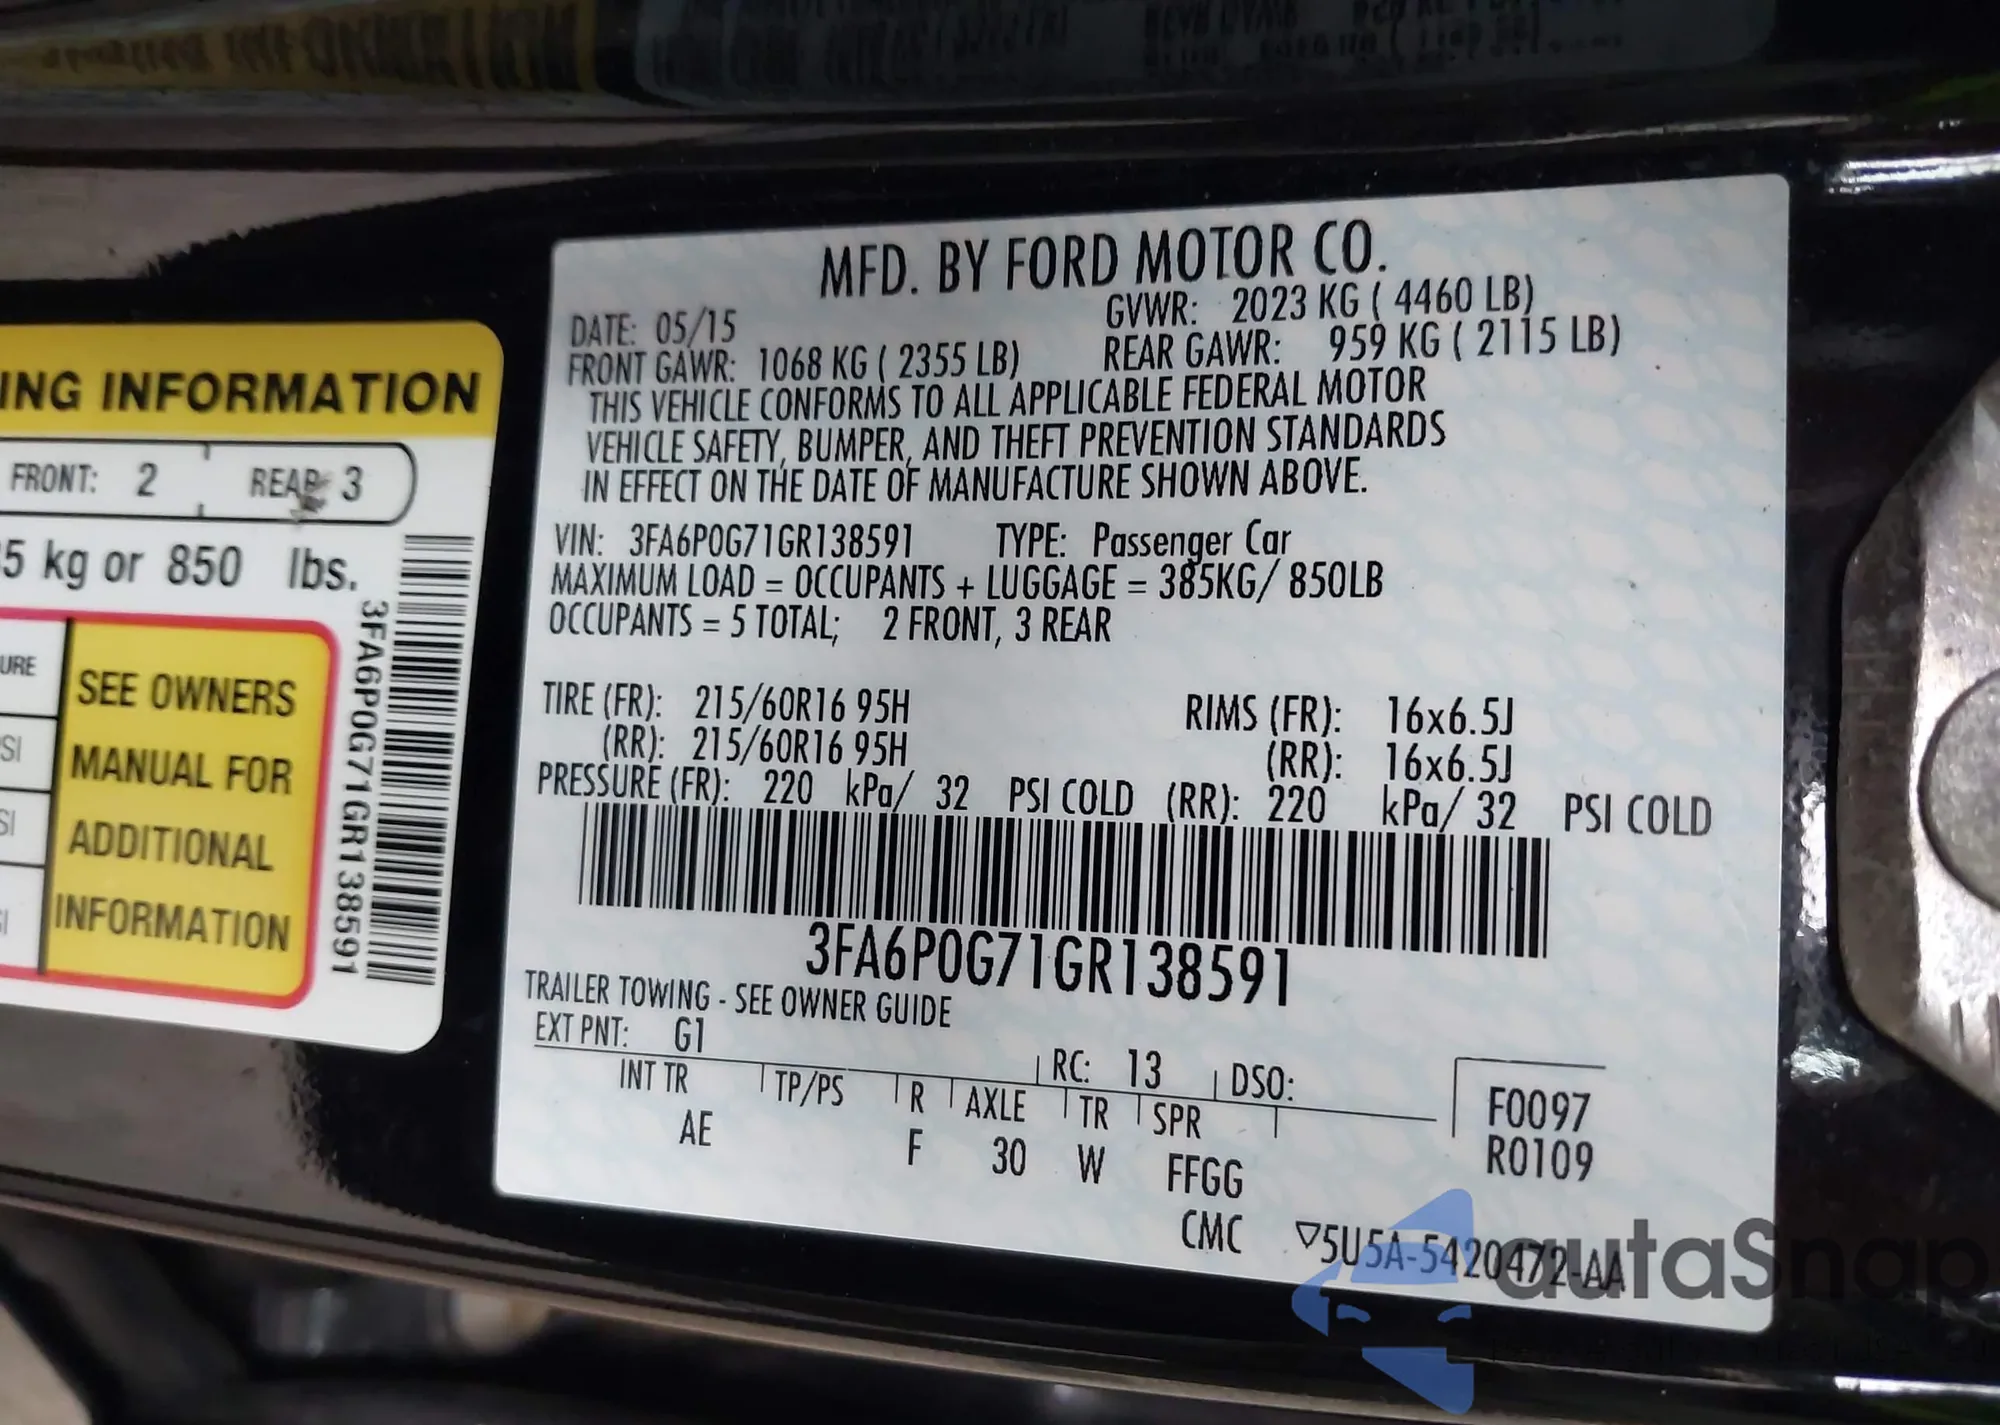 MFD. BY FORD MOTOR CO.
DATE: 05/15
GVWR: 2023 KG ( 4460 LB)
FRONT GAWR: 1068 KG ( 2355 LB)
REAR GAWR: 959 KG ( 2115 LB)
THIS VEHICLE CONFORMS TO ALL APPLICABLE FEDERAL MOTOR
VEHICLE SAFETY, BUMPER, AND THEFT PREVENTION STANDARDS
IN EFFECT ON THE DATE OF MANUFACTURE SHOWN ABOVE.
VIN: 3FA6P0G71GR138591 TYPE: Passenger Car
MAXIMUM LOAD = OCCUPANTS + LUGGAGE = 385KG/ 850LB
OCCUPANTS = 5 TOTAL; 2 FRONT, 3 REAR
TIRE (FR): 215/60R16 95H RIMS (FR): 16x6.5J
(RR): 215/60R16 95H (RR): 16x6.5J
PRESSURE (FR): 220 kPa/ 32 PSI COLD (RR): 220 kPa/ 32 PSI COLD
3FA6P0G71GR138591
TRAILER TOWING - SEE OWNER GUIDE
EXT PNT: G1 RC: 13 DSO:
INT TR TP/PS R AXLE TR SPR
AE F 30 W FFGG
CMC
F0097
R0109
▽5U5A-5420472-AA
ING INFORMATION
FRONT: 2 REAR 3
5 kg or 850 lbs.
URE
SI
SI
SI
SEE OWNERS
MANUAL FOR
ADDITIONAL
INFORMATION
3FA6P0G71GR138591
autaSnap